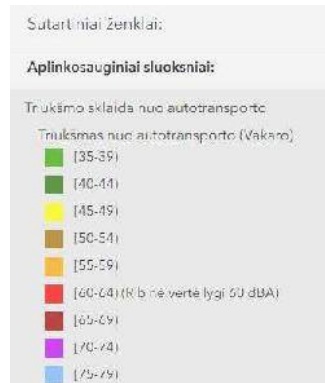 Sutartiniai ženklai:
Aplinkosauginiai sluoksniai:
Triukšmo sklaida nuo autotransporto
Triukšmas nuo autotransporto (Vakaro)
[35-39)
[40-44)
[45-49)
[50-54)
[55-59)
[60-64) (Ribinė vertė lygi 60 dBA)
[65-69)
[70-74)
[75-79)